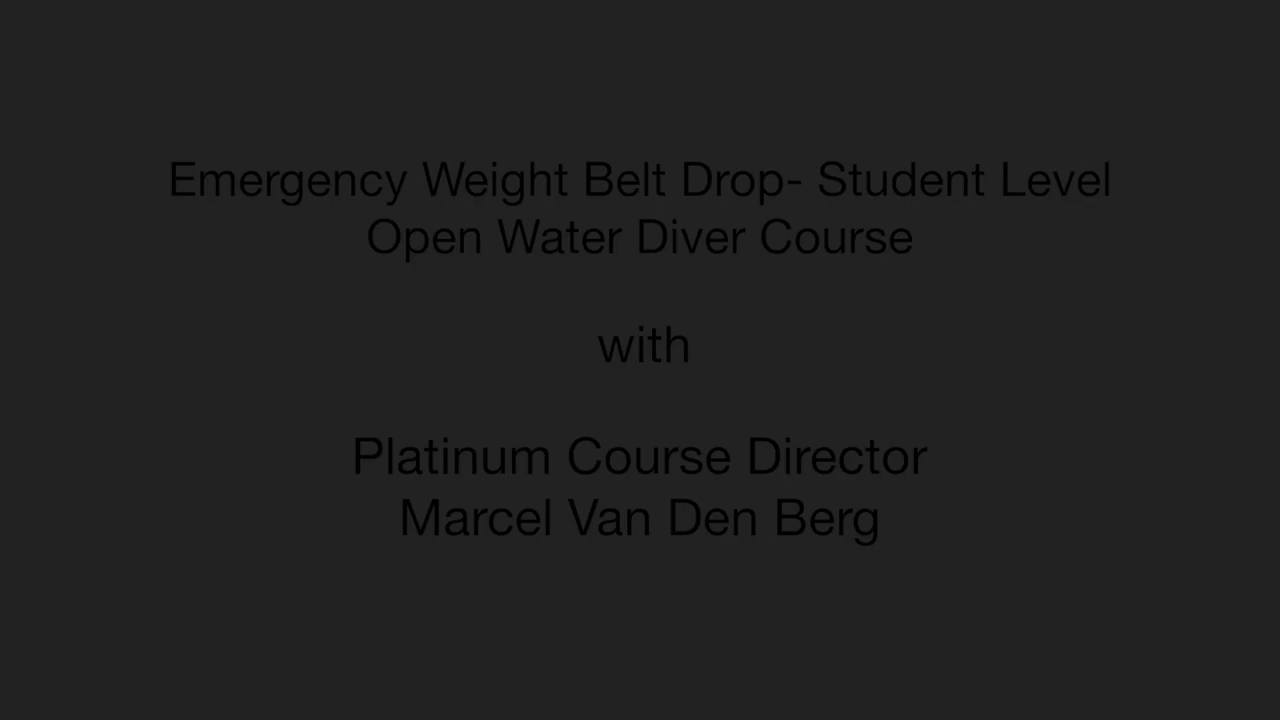 Emergency Weight Belt Drop- Student Level
Open Water Diver Course
with
Platinum Course Director
Marcel Van Den Berg